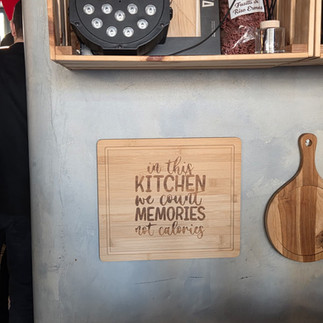 in this
KITCHEN
we count
MEMORIES
not calories